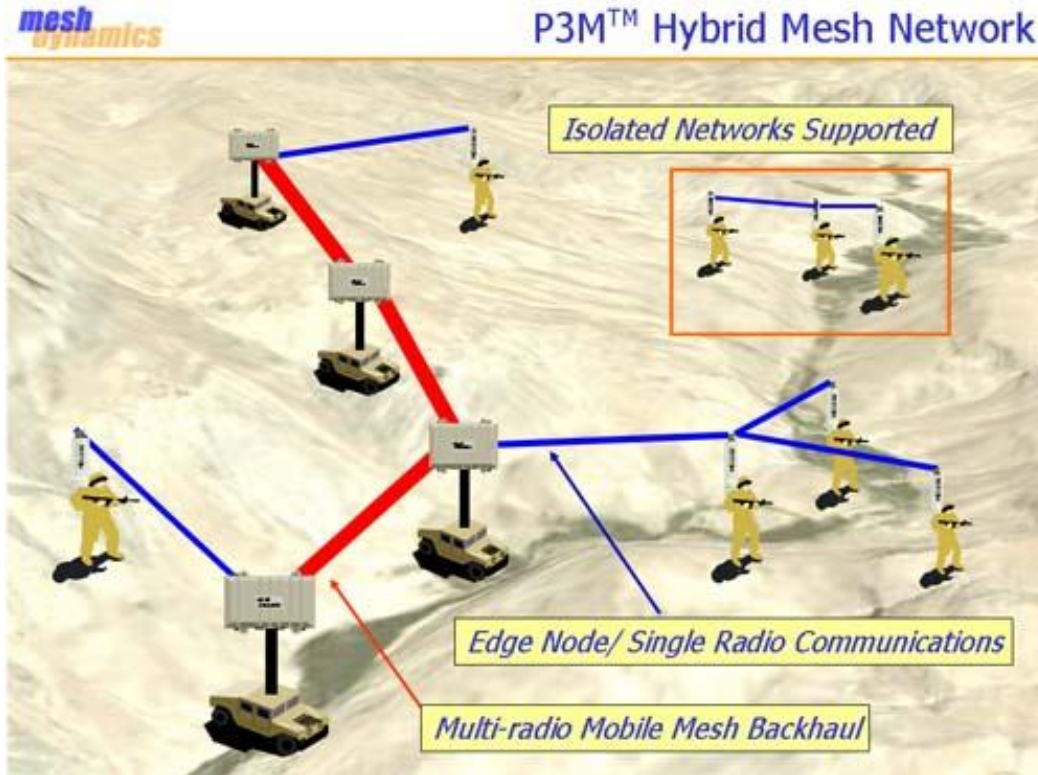 mesh
dynamics
P3M™ Hybrid Mesh Network
Isolated Networks Supported
Edge Node/ Single Radio Communications
Multi-radio Mobile Mesh Backhaul